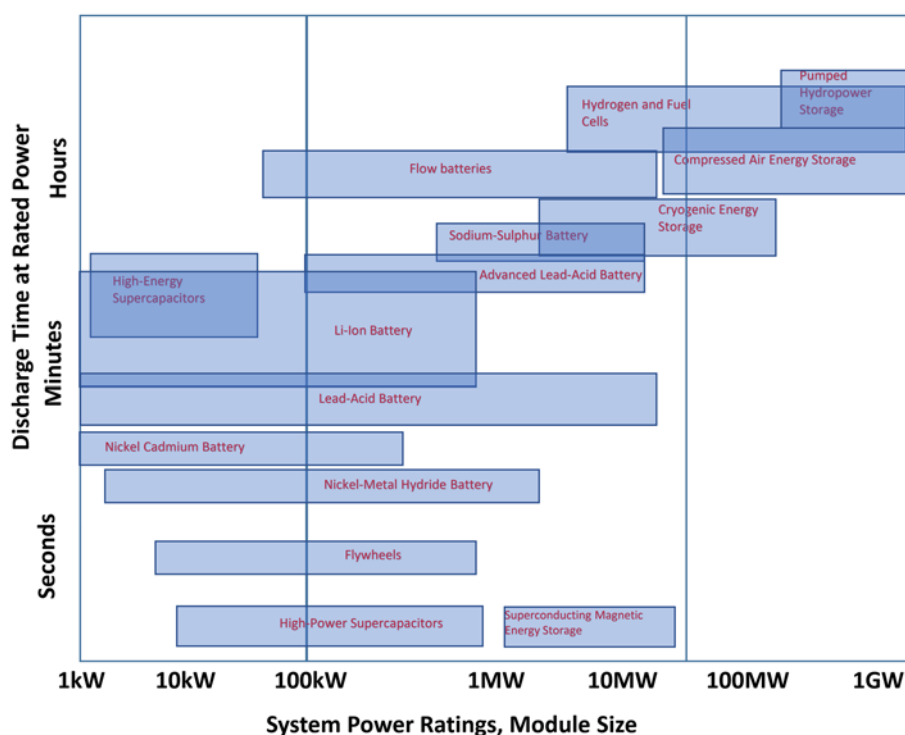 Discharge Time at Rated Power
Hours
Minutes
Seconds
Pumped
Hydropower
Storage
Hydrogen and Fuel
Cells
Compressed Air Energy Storage
Flow batteries
Cryogenic Energy
Storage
Sodium-Sulphur Battery
Advanced Lead-Acid Battery
High-Energy
Supercapacitors
Li-Ion Battery
Lead-Acid Battery
Nickel Cadmium Battery
Nickel-Metal Hydride Battery
Flywheels
High-Power Supercapacitors
Superconducting Magnetic
Energy Storage
1kW 10kW 100kW 1MW 10MW 100MW 1GW
System Power Ratings, Module Size